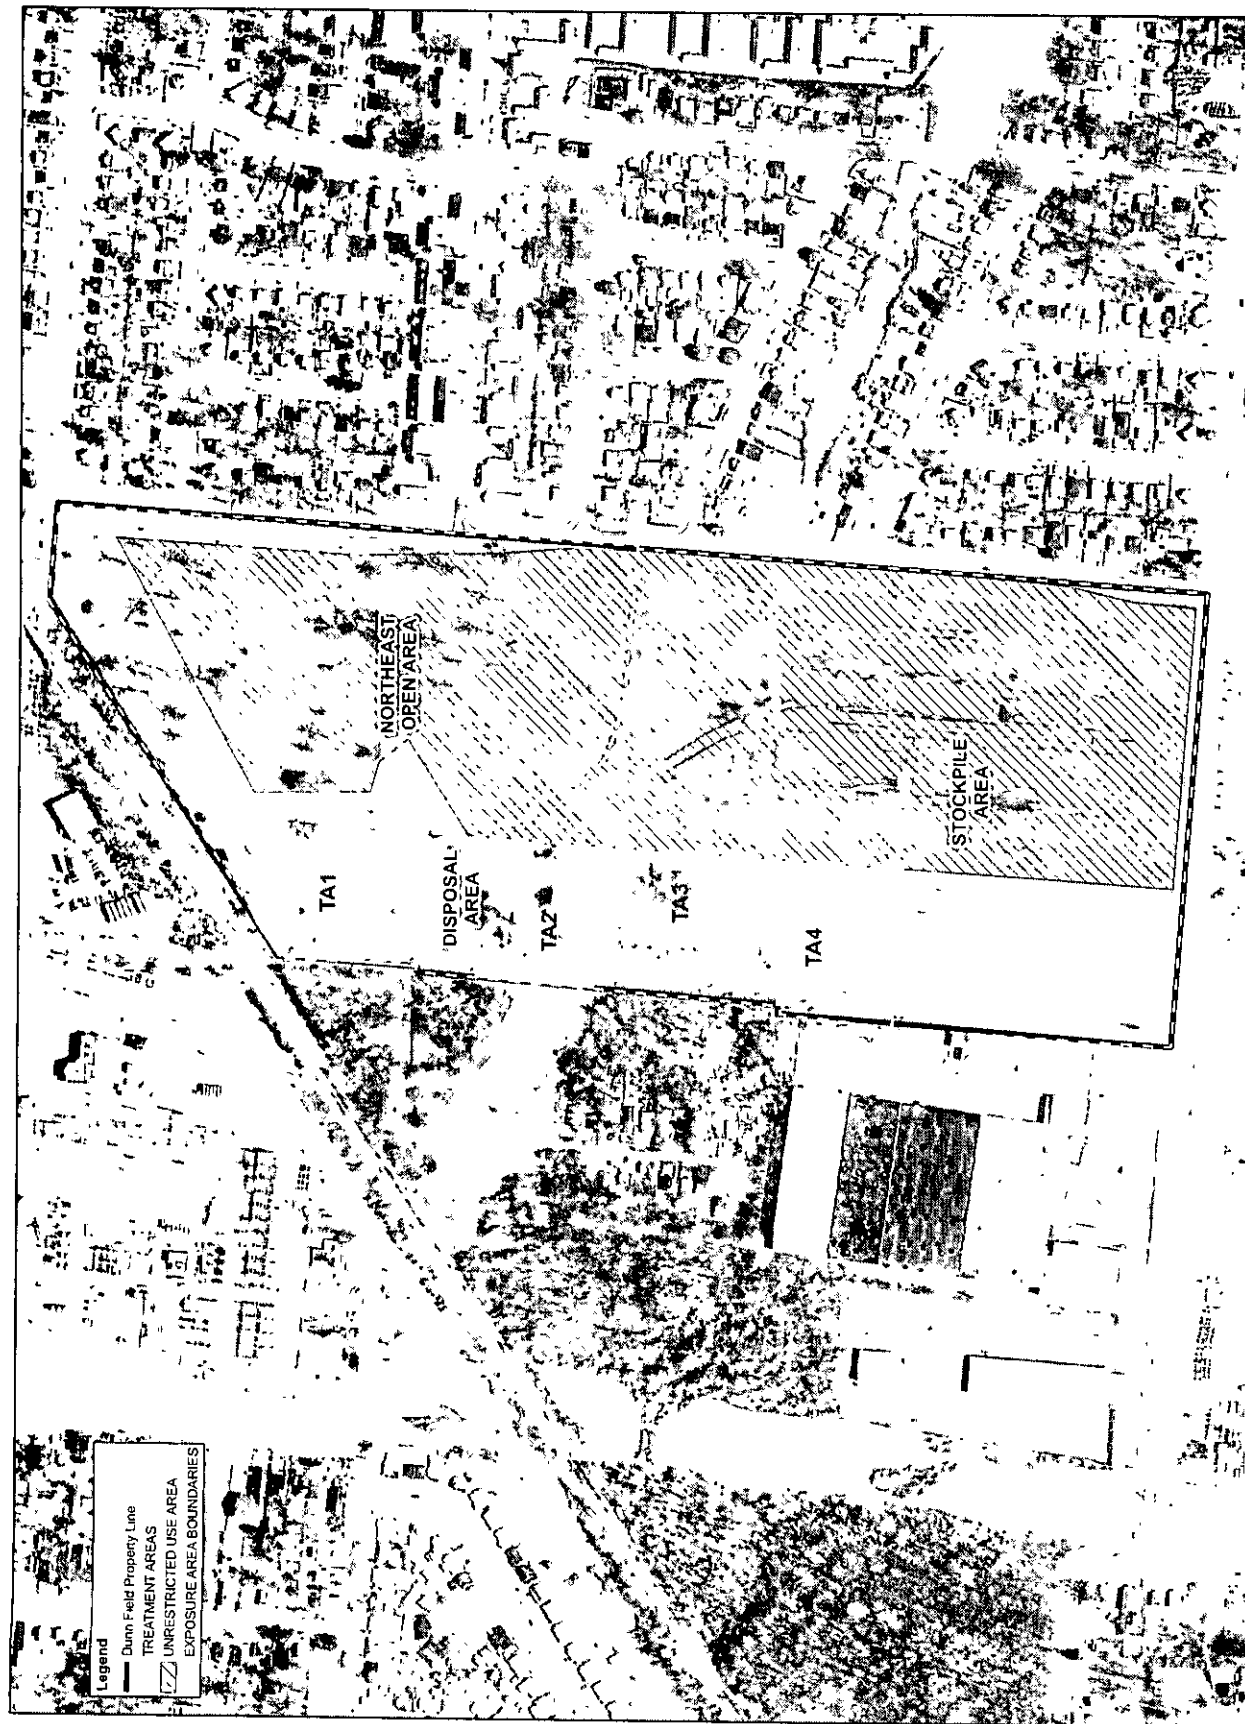 NORTHEAST
OPEN AREA
TA1
DISPOSAL
AREA
TA2
TA3
TA4
STOCKPILE
AREA
Legend
Dunn Field Property Line
TREATMENT AREAS
UNRESTRICTED USE AREA
EXPOSURE AREA BOUNDARIES